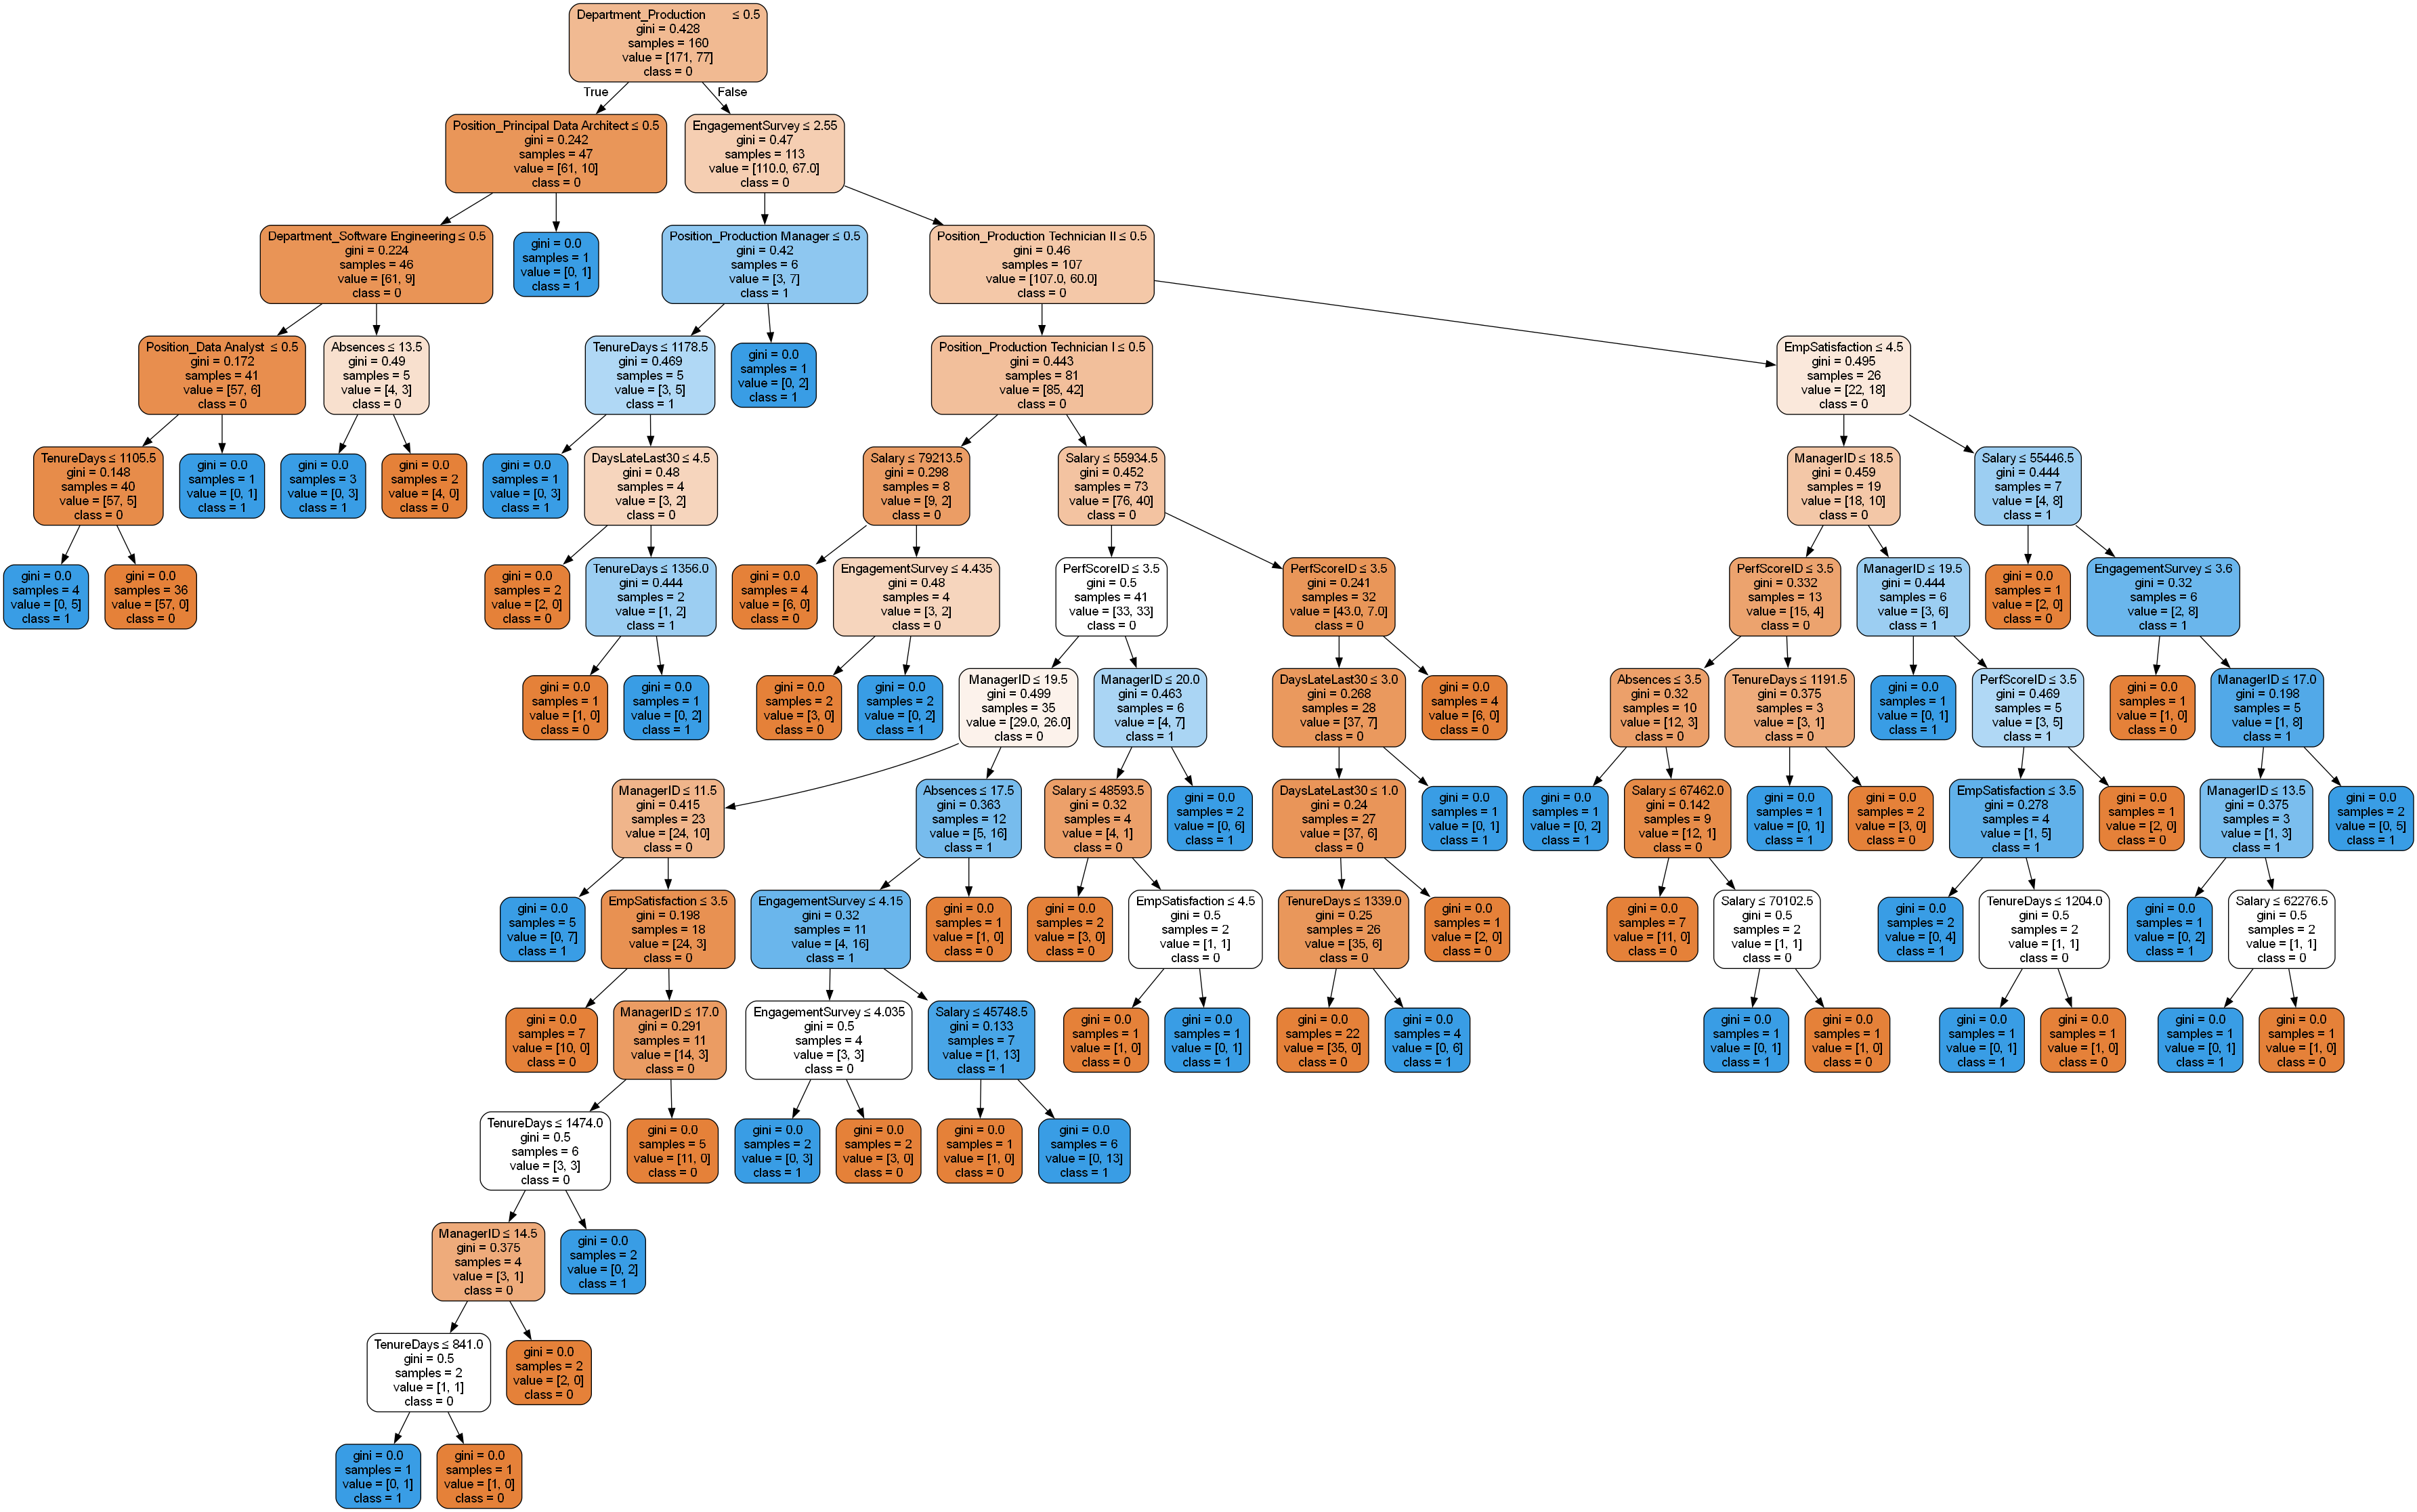 Department_Production ≤ 0.5
gini = 0.428
samples = 160
value = [171, 77]
class = 0
True
False
Position_Principal Data Architect ≤ 0.5
gini = 0.242
samples = 47
value = [61, 10]
class = 0
EngagementSurvey ≤ 2.55
gini = 0.47
samples = 113
value = [110.0, 67.0]
class = 0
Department_Software Engineering ≤ 0.5
gini = 0.224
samples = 46
value = [61, 9]
class = 0
gini = 0.0
samples = 1
value = [0, 1]
class = 1
Position_Production Manager ≤ 0.5
gini = 0.42
samples = 6
value = [3, 7]
class = 1
Position_Production Technician II ≤ 0.5
gini = 0.46
samples = 107
value = [107.0, 60.0]
class = 0
Position_Data Analyst ≤ 0.5
gini = 0.172
samples = 41
value = [57, 6]
class = 0
Absences ≤ 13.5
gini = 0.49
samples = 5
value = [4, 3]
class = 0
TenureDays ≤ 1178.5
gini = 0.469
samples = 5
value = [3, 5]
class = 1
gini = 0.0
samples = 1
value = [0, 2]
class = 1
Position_Production Technician I ≤ 0.5
gini = 0.443
samples = 81
value = [85, 42]
class = 0
EmpSatisfaction ≤ 4.5
gini = 0.495
samples = 26
value = [22, 18]
class = 0
TenureDays ≤ 1105.5
gini = 0.148
samples = 40
value = [57, 5]
class = 0
gini = 0.0
samples = 1
value = [0, 1]
class = 1
gini = 0.0
samples = 3
value = [0, 3]
class = 1
gini = 0.0
samples = 2
value = [4, 0]
class = 0
gini = 0.0
samples = 1
value = [0, 3]
class = 1
DaysLateLast30 ≤ 4.5
gini = 0.48
samples = 4
value = [3, 2]
class = 0
Salary ≤ 79213.5
gini = 0.298
samples = 8
value = [9, 2]
class = 0
Salary ≤ 55934.5
gini = 0.452
samples = 73
value = [76, 40]
class = 0
ManagerID ≤ 18.5
gini = 0.459
samples = 19
value = [18, 10]
class = 0
Salary ≤ 55446.5
gini = 0.444
samples = 7
value = [4, 8]
class = 1
gini = 0.0
samples = 4
value = [0, 5]
class = 1
gini = 0.0
samples = 36
value = [57, 0]
class = 0
gini = 0.0
samples = 2
value = [2, 0]
class = 0
TenureDays ≤ 1356.0
gini = 0.444
samples = 2
value = [1, 2]
class = 1
gini = 0.0
samples = 4
value = [6, 0]
class = 0
EngagementSurvey ≤ 4.435
gini = 0.48
samples = 4
value = [3, 2]
class = 0
PerfScoreID ≤ 3.5
gini = 0.5
samples = 41
value = [33, 33]
class = 0
PerfScoreID ≤ 3.5
gini = 0.241
samples = 32
value = [43.0, 7.0]
class = 0
PerfScoreID ≤ 3.5
gini = 0.332
samples = 13
value = [15, 4]
class = 0
ManagerID ≤ 19.5
gini = 0.444
samples = 6
value = [3, 6]
class = 1
gini = 0.0
samples = 1
value = [2, 0]
class = 0
EngagementSurvey ≤ 3.6
gini = 0.32
samples = 6
value = [2, 8]
class = 1
gini = 0.0
samples = 1
value = [1, 0]
class = 0
gini = 0.0
samples = 1
value = [0, 2]
class = 1
gini = 0.0
samples = 2
value = [3, 0]
class = 0
gini = 0.0
samples = 2
value = [0, 2]
class = 1
ManagerID ≤ 19.5
gini = 0.499
samples = 35
value = [29.0, 26.0]
class = 0
ManagerID ≤ 20.0
gini = 0.463
samples = 6
value = [4, 7]
class = 1
DaysLateLast30 ≤ 3.0
gini = 0.268
samples = 28
value = [37, 7]
class = 0
gini = 0.0
samples = 4
value = [6, 0]
class = 0
Absences ≤ 3.5
gini = 0.32
samples = 10
value = [12, 3]
class = 0
TenureDays ≤ 1191.5
gini = 0.375
samples = 3
value = [3, 1]
class = 0
gini = 0.0
samples = 1
value = [0, 1]
class = 1
PerfScoreID ≤ 3.5
gini = 0.469
samples = 5
value = [3, 5]
class = 1
gini = 0.0
samples = 1
value = [1, 0]
class = 0
ManagerID ≤ 17.0
gini = 0.198
samples = 5
value = [1, 8]
class = 1
ManagerID ≤ 11.5
gini = 0.415
samples = 23
value = [24, 10]
class = 0
Absences ≤ 17.5
gini = 0.363
samples = 12
value = [5, 16]
class = 1
Salary ≤ 48593.5
gini = 0.32
samples = 4
value = [4, 1]
class = 0
gini = 0.0
samples = 2
value = [0, 6]
class = 1
DaysLateLast30 ≤ 1.0
gini = 0.24
samples = 27
value = [37, 6]
class = 0
gini = 0.0
samples = 1
value = [0, 1]
class = 1
gini = 0.0
samples = 1
value = [0, 2]
class = 1
Salary ≤ 67462.0
gini = 0.142
samples = 9
value = [12, 1]
class = 0
gini = 0.0
samples = 1
value = [0, 1]
class = 1
gini = 0.0
samples = 2
value = [3, 0]
class = 0
EmpSatisfaction ≤ 3.5
gini = 0.278
samples = 4
value = [1, 5]
class = 1
gini = 0.0
samples = 1
value = [2, 0]
class = 0
ManagerID ≤ 13.5
gini = 0.375
samples = 3
value = [1, 3]
class = 1
gini = 0.0
samples = 2
value = [0, 5]
class = 1
gini = 0.0
samples = 5
value = [0, 7]
class = 1
EmpSatisfaction ≤ 3.5
gini = 0.198
samples = 18
value = [24, 3]
class = 0
EngagementSurvey ≤ 4.15
gini = 0.32
samples = 11
value = [4, 16]
class = 1
gini = 0.0
samples = 1
value = [1, 0]
class = 0
gini = 0.0
samples = 2
value = [3, 0]
class = 0
EmpSatisfaction ≤ 4.5
gini = 0.5
samples = 2
value = [1, 1]
class = 0
TenureDays ≤ 1339.0
gini = 0.25
samples = 26
value = [35, 6]
class = 0
gini = 0.0
samples = 1
value = [2, 0]
class = 0
gini = 0.0
samples = 7
value = [11, 0]
class = 0
Salary ≤ 70102.5
gini = 0.5
samples = 2
value = [1, 1]
class = 0
gini = 0.0
samples = 2
value = [0, 4]
class = 1
TenureDays ≤ 1204.0
gini = 0.5
samples = 2
value = [1, 1]
class = 0
gini = 0.0
samples = 1
value = [0, 2]
class = 1
Salary ≤ 62276.5
gini = 0.5
samples = 2
value = [1, 1]
class = 0
gini = 0.0
samples = 7
value = [10, 0]
class = 0
ManagerID ≤ 17.0
gini = 0.291
samples = 11
value = [14, 3]
class = 0
EngagementSurvey ≤ 4.035
gini = 0.5
samples = 4
value = [3, 3]
class = 0
Salary ≤ 45748.5
gini = 0.133
samples = 7
value = [1, 13]
class = 1
gini = 0.0
samples = 1
value = [1, 0]
class = 0
gini = 0.0
samples = 1
value = [0, 1]
class = 1
gini = 0.0
samples = 22
value = [35, 0]
class = 0
gini = 0.0
samples = 4
value = [0, 6]
class = 1
gini = 0.0
samples = 1
value = [0, 1]
class = 1
gini = 0.0
samples = 1
value = [1, 0]
class = 0
gini = 0.0
samples = 1
value = [0, 1]
class = 1
gini = 0.0
samples = 1
value = [1, 0]
class = 0
gini = 0.0
samples = 1
value = [0, 1]
class = 1
gini = 0.0
samples = 1
value = [1, 0]
class = 0
TenureDays ≤ 1474.0
gini = 0.5
samples = 6
value = [3, 3]
class = 0
gini = 0.0
samples = 5
value = [11, 0]
class = 0
gini = 0.0
samples = 2
value = [0, 3]
class = 1
gini = 0.0
samples = 2
value = [3, 0]
class = 0
gini = 0.0
samples = 1
value = [1, 0]
class = 0
gini = 0.0
samples = 6
value = [0, 13]
class = 1
ManagerID ≤ 14.5
gini = 0.375
samples = 4
value = [3, 1]
class = 0
gini = 0.0
samples = 2
value = [0, 2]
class = 1
TenureDays ≤ 841.0
gini = 0.5
samples = 2
value = [1, 1]
class = 0
gini = 0.0
samples = 2
value = [2, 0]
class = 0
gini = 0.0
samples = 1
value = [0, 1]
class = 1
gini = 0.0
samples = 1
value = [1, 0]
class = 0